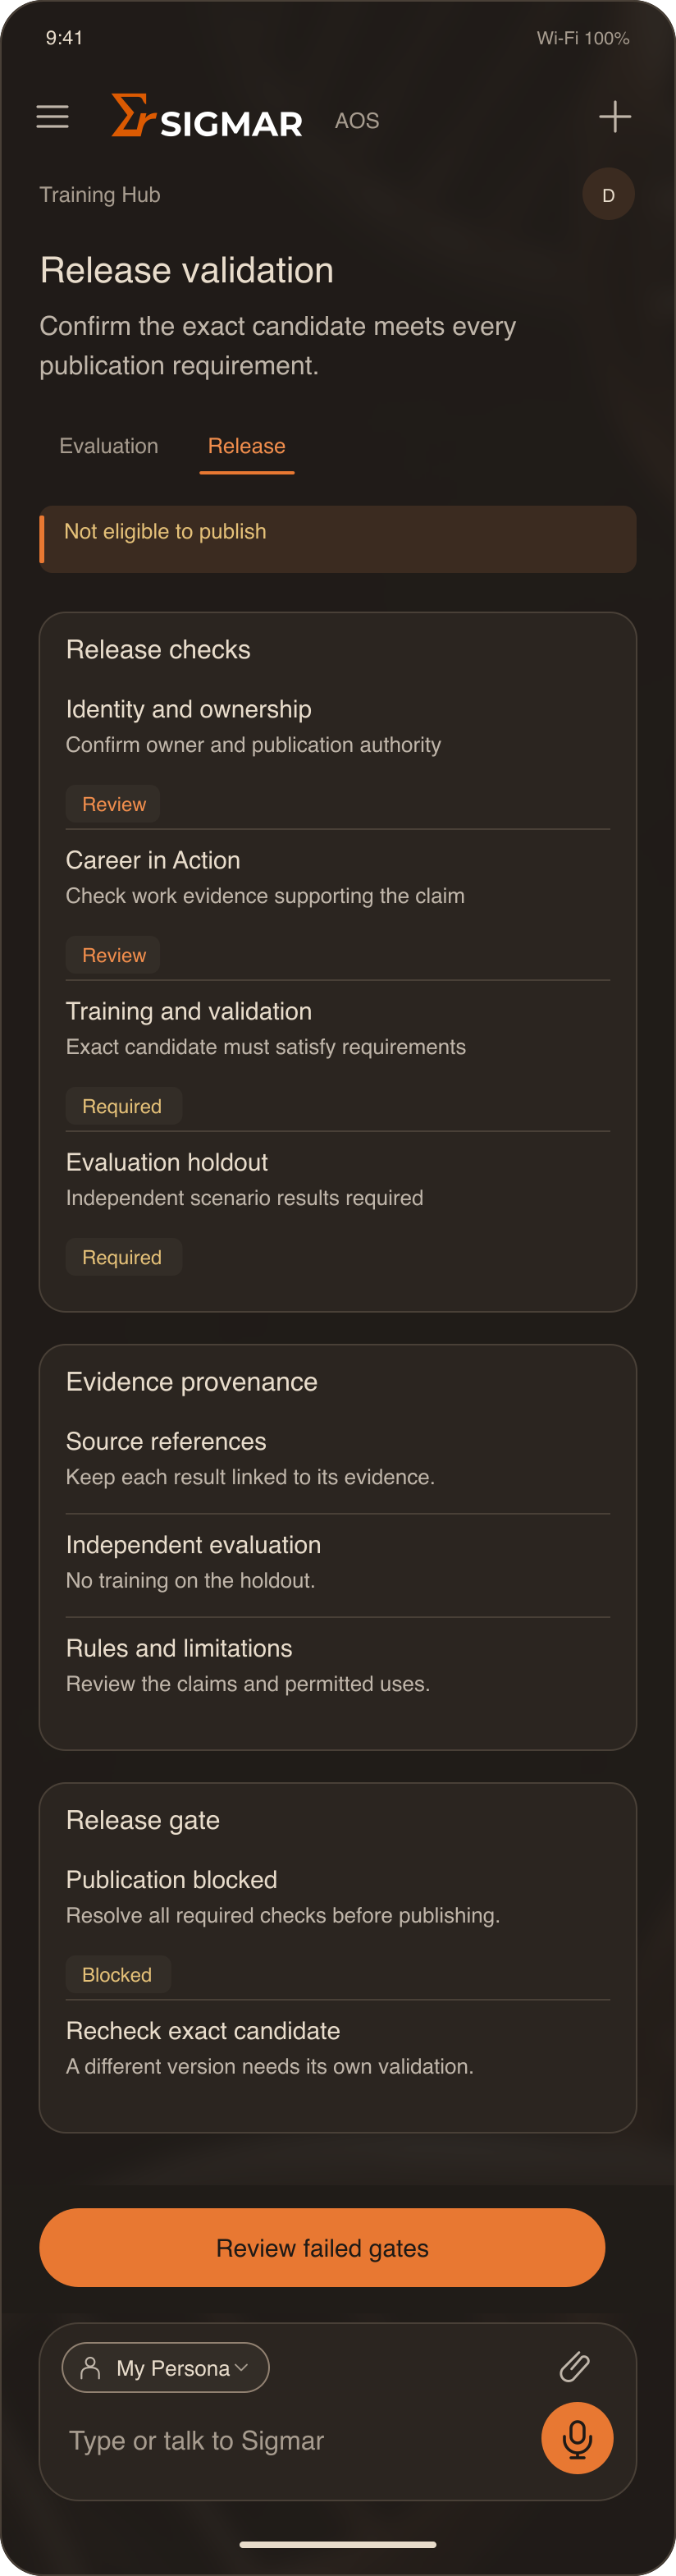 9:41
Wi-Fi 100%
Σr SIGMAR AOS
Training Hub
D
Release validation
Confirm the exact candidate meets every
publication requirement.
Evaluation
Release
Not eligible to publish
Release checks
Identity and ownership
Confirm owner and publication authority
Review
Career in Action
Check work evidence supporting the claim
Review
Training and validation
Exact candidate must satisfy requirements
Required
Evaluation holdout
Independent scenario results required
Required
Evidence provenance
Source references
Keep each result linked to its evidence.
Independent evaluation
No training on the holdout.
Rules and limitations
Review the claims and permitted uses.
Release gate
Publication blocked
Resolve all required checks before publishing.
Blocked
Recheck exact candidate
A different version needs its own validation.
Review failed gates
My Persona
Type or talk to Sigmar